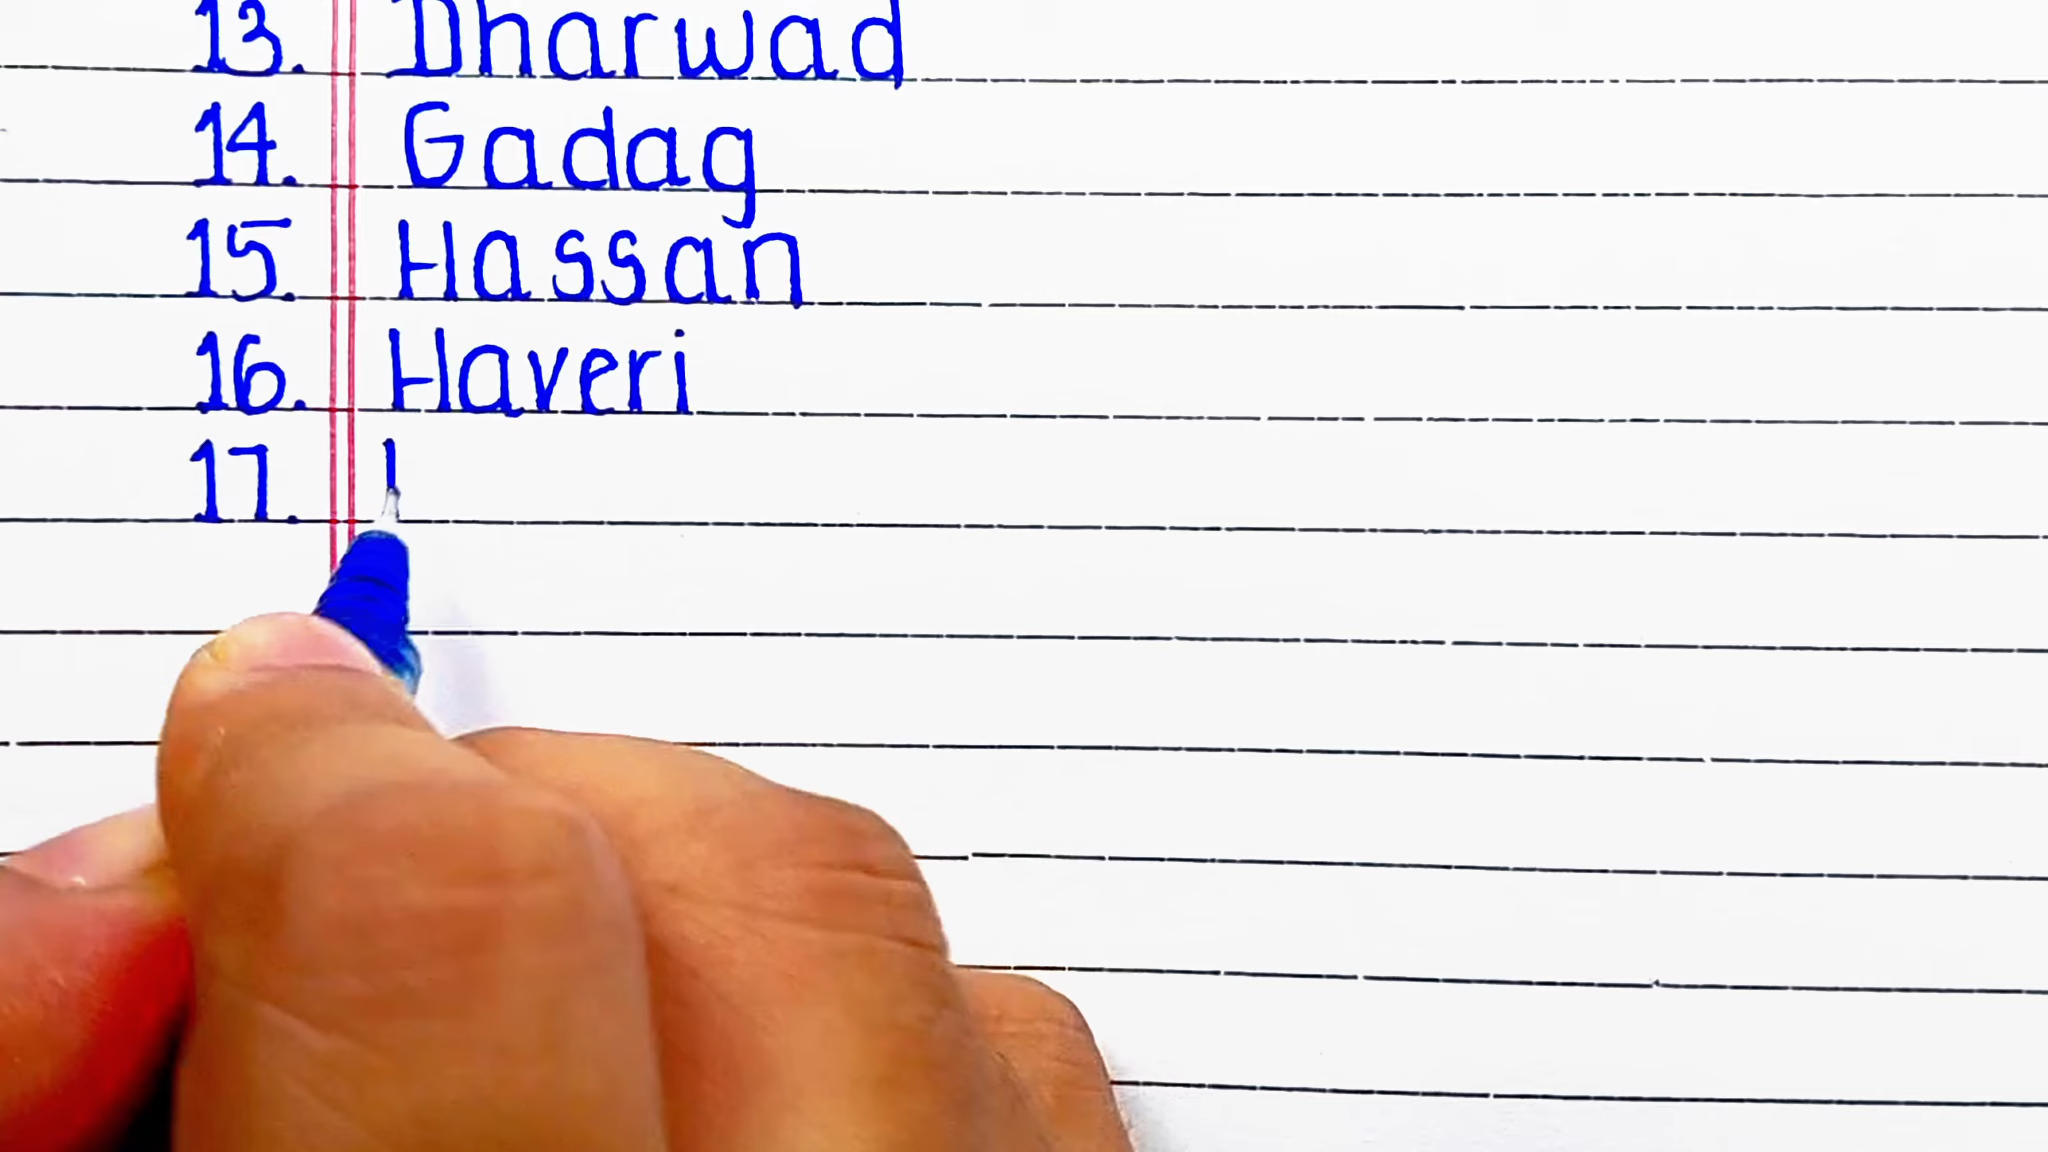 13. Dharwad
14. Gadag
15. Hassan
16. Haveri
17.